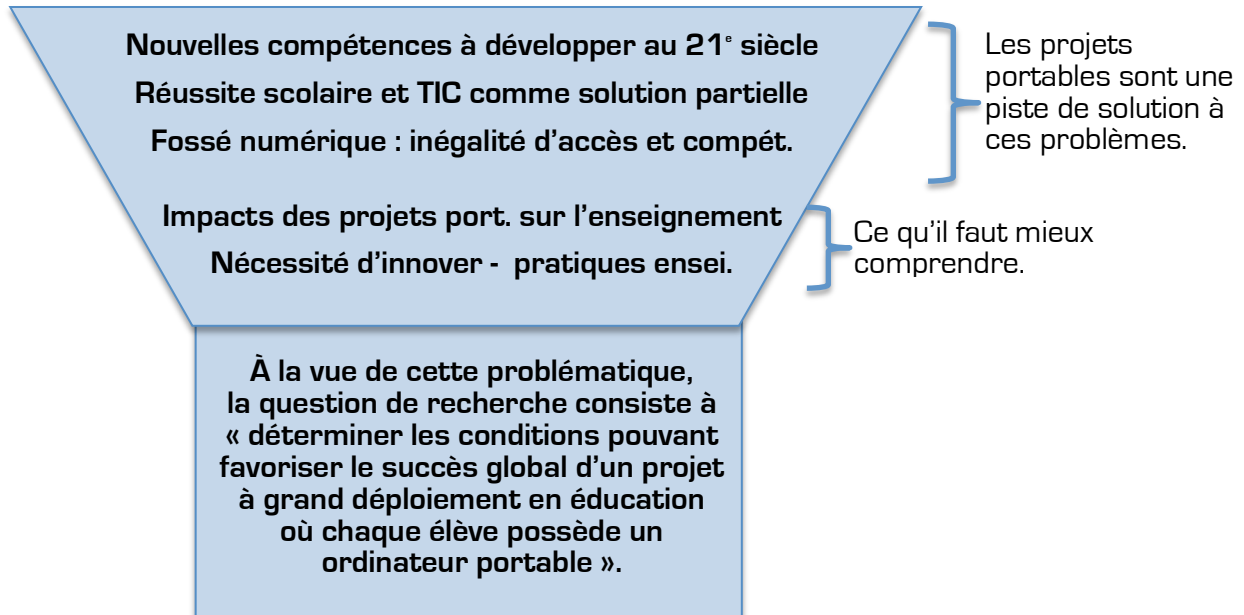 Nouvelles compétences à développer au 21e siècle
Réussite scolaire et TIC comme solution partielle
Fossé numérique : inégalité d'accès et compét.
Les projets
portables sont une
piste de solution à
ces problèmes.
Impacts des projets port. sur l'enseignement
Nécessité d'innover - pratiques ensei.
Ce qu'il faut mieux
comprendre.
À la vue de cette problématique,
la question de recherche consiste à
« déterminer les conditions pouvant
favoriser le succès global d'un projet
à grand déploiement en éducation
où chaque élève possède un
ordinateur portable ».